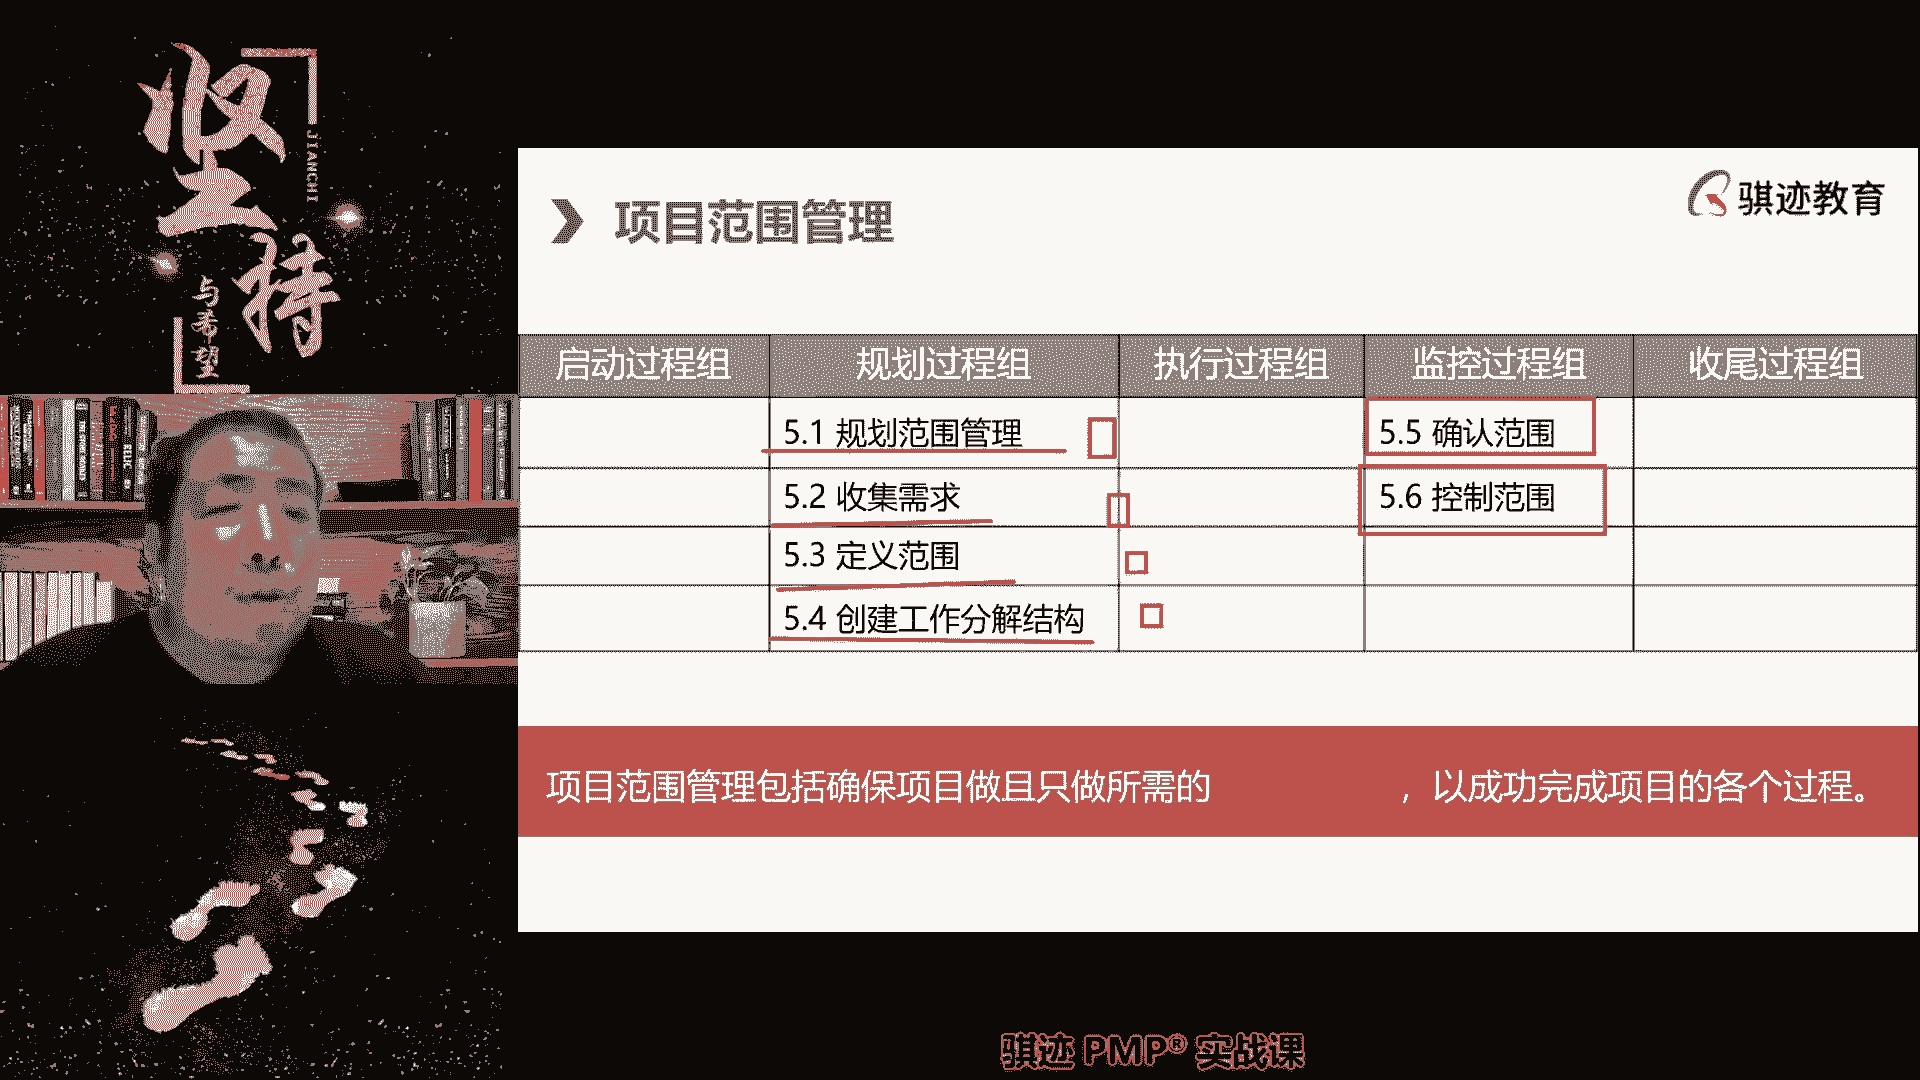 坚持
JIANCHI
与希望
项目范围管理
骐迹教育
启动过程组 规划过程组 执行过程组 监控过程组 收尾过程组
5.1 规划范围管理 5.5 确认范围
5.2 收集需求 5.6 控制范围
5.3 定义范围
5.4 创建工作分解结构
项目范围管理包括确保项目做且只做所需的 ，以成功完成项目的各个过程。
骐迹 PMP® 实战课